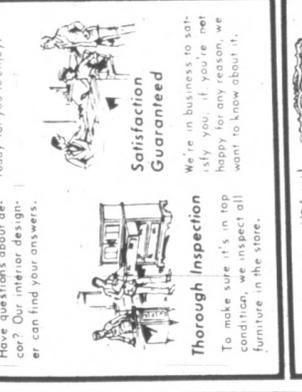 Have questions about de-
cor? Our interior design-
er can find your answers.
Thorough Inspection
To make sure it's in top
condition, we inspect all
furniture in the store.
Satisfaction
Guaranteed
We're in business to sat-
isfy you; if you're not
happy for any reason, we
want to know about it.